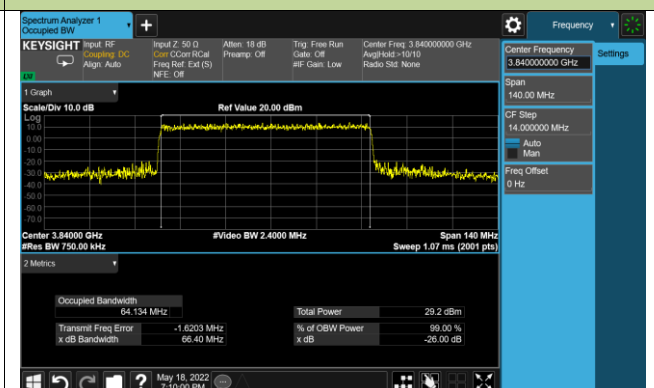 Spectrum Analyzer 1
Occupied BW
Frequency
KEYSIGHT
Input: RF
Coupling: DC
Align: Auto
Input Z: 50 Ω
Corr CCorr RCal
Freq Ref: Ext (S)
NFE: Off
Atten: 18 dB
Preamp: Off
Trig: Free Run
Gate: Off
#IF Gain: Low
Center Freq: 3.840000000 GHz
Avg|Hold:>10/10
Radio Std: None
Center Frequency
3.840000000 GHz
Settings
Span
140.00 MHz
CF Step
14.000000 MHz
Auto
Man
Freq Offset
0 Hz
1 Graph
Scale/Div 10.0 dB
Ref Value 20.00 dBm
Log
10.0
0.00
-10.0
-20.0
-30.0
-40.0
-50.0
-60.0
-70.0
Center 3.84000 GHz
#Video BW 2.4000 MHz
Span 140 MHz
#Res BW 750.00 kHz
Sweep 1.07 ms (2001 pts)
2 Metrics
Occupied Bandwidth
64.134 MHz
Total Power
29.2 dBm
Transmit Freq Error
-1.6203 MHz
% of OBW Power
99.00 %
x dB Bandwidth
66.40 MHz
x dB
-26.00 dB
May 18, 2022
7:10:00 PM